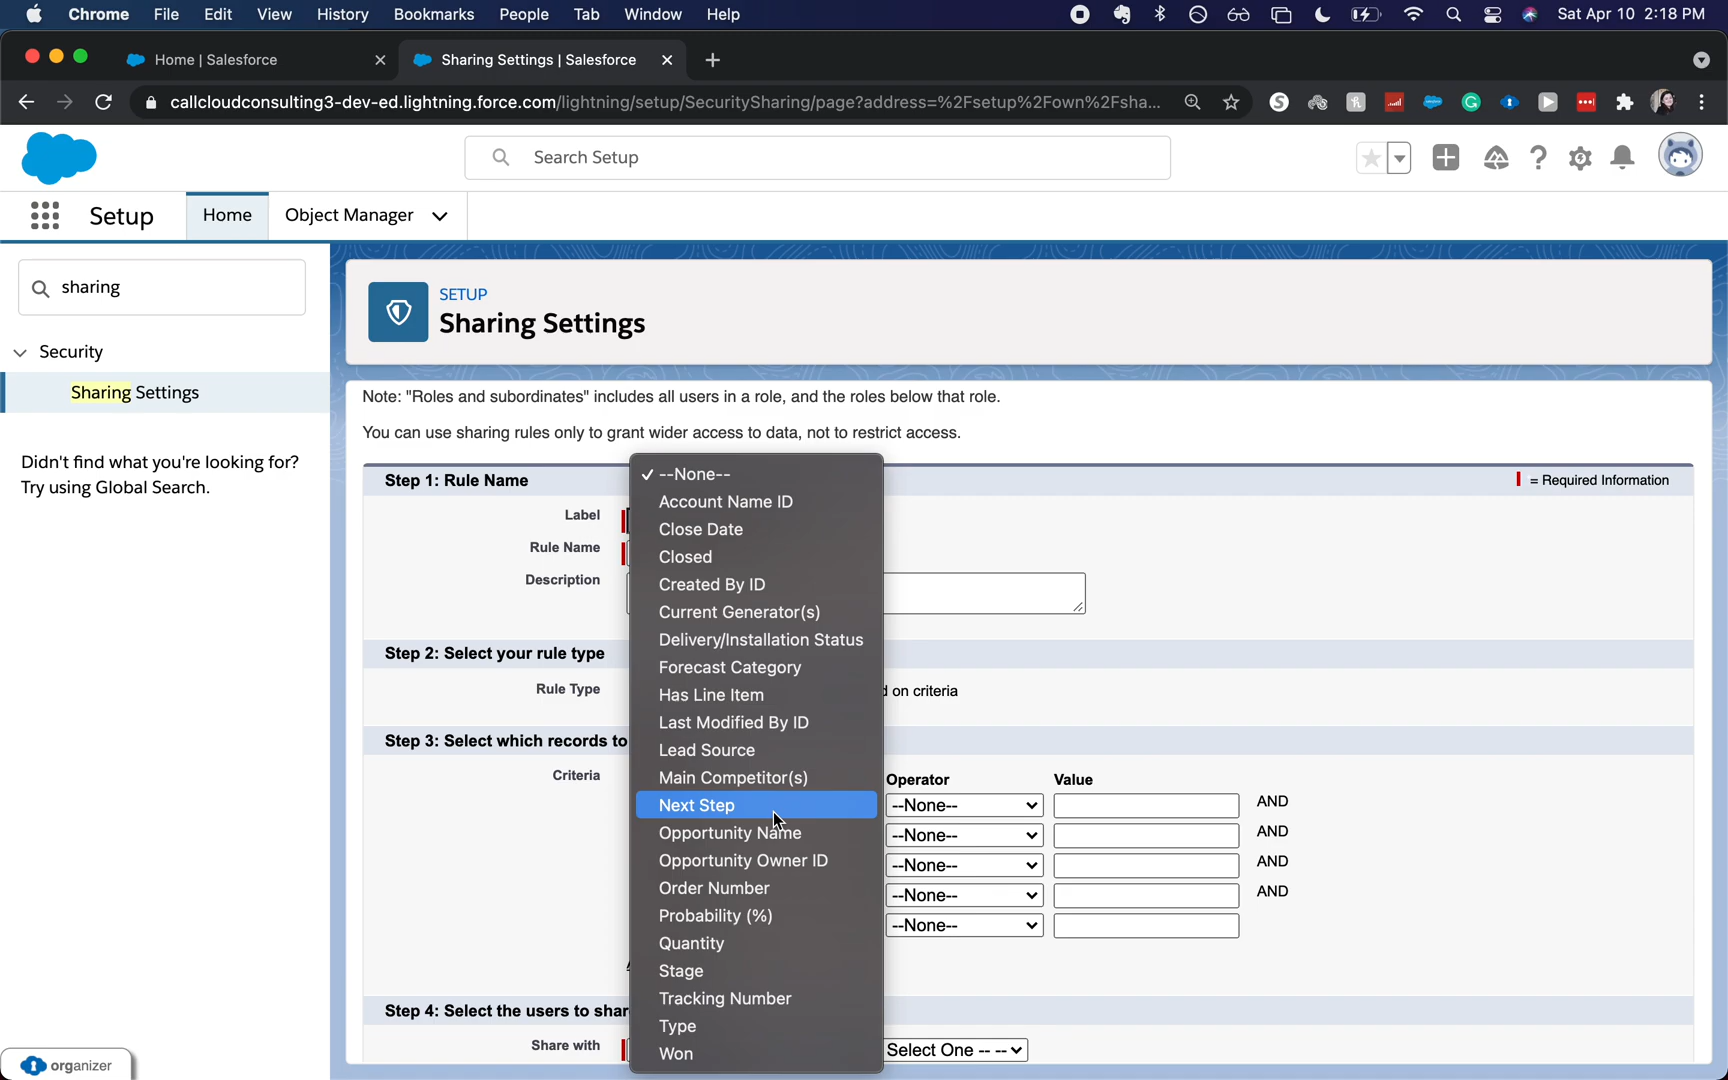 Chrome File Edit View History Bookmarks People Tab Window Help Sat Apr 10 2:18 PM
Home | Salesforce Sharing Settings | Salesforce
callcloudconsulting3-dev-ed.lightning.force.com/lightning/setup/SecuritySharing/page?address=%2Fsetup%2Fown%2Fsha...
Search Setup
Setup Home Object Manager
sharing
Security
Sharing Settings
Didn't find what you're looking for?
Try using Global Search.
SETUP
Sharing Settings
Note: "Roles and subordinates" includes all users in a role, and the roles below that role.
You can use sharing rules only to grant wider access to data, not to restrict access.
Step 1: Rule Name
= Required Information
Label
Rule Name
Description
Step 2: Select your rule type
Rule Type
on criteria
Step 3: Select which records to
Criteria
Operator Value
--None-- AND
--None-- AND
--None-- AND
--None-- AND
--None--
Step 4: Select the users to shar
Share with
Select One -- --
✓ --None--
Account Name ID
Close Date
Closed
Created By ID
Current Generator(s)
Delivery/Installation Status
Forecast Category
Has Line Item
Last Modified By ID
Lead Source
Main Competitor(s)
Next Step
Opportunity Name
Opportunity Owner ID
Order Number
Probability (%)
Quantity
Stage
Tracking Number
Type
Won
organizer